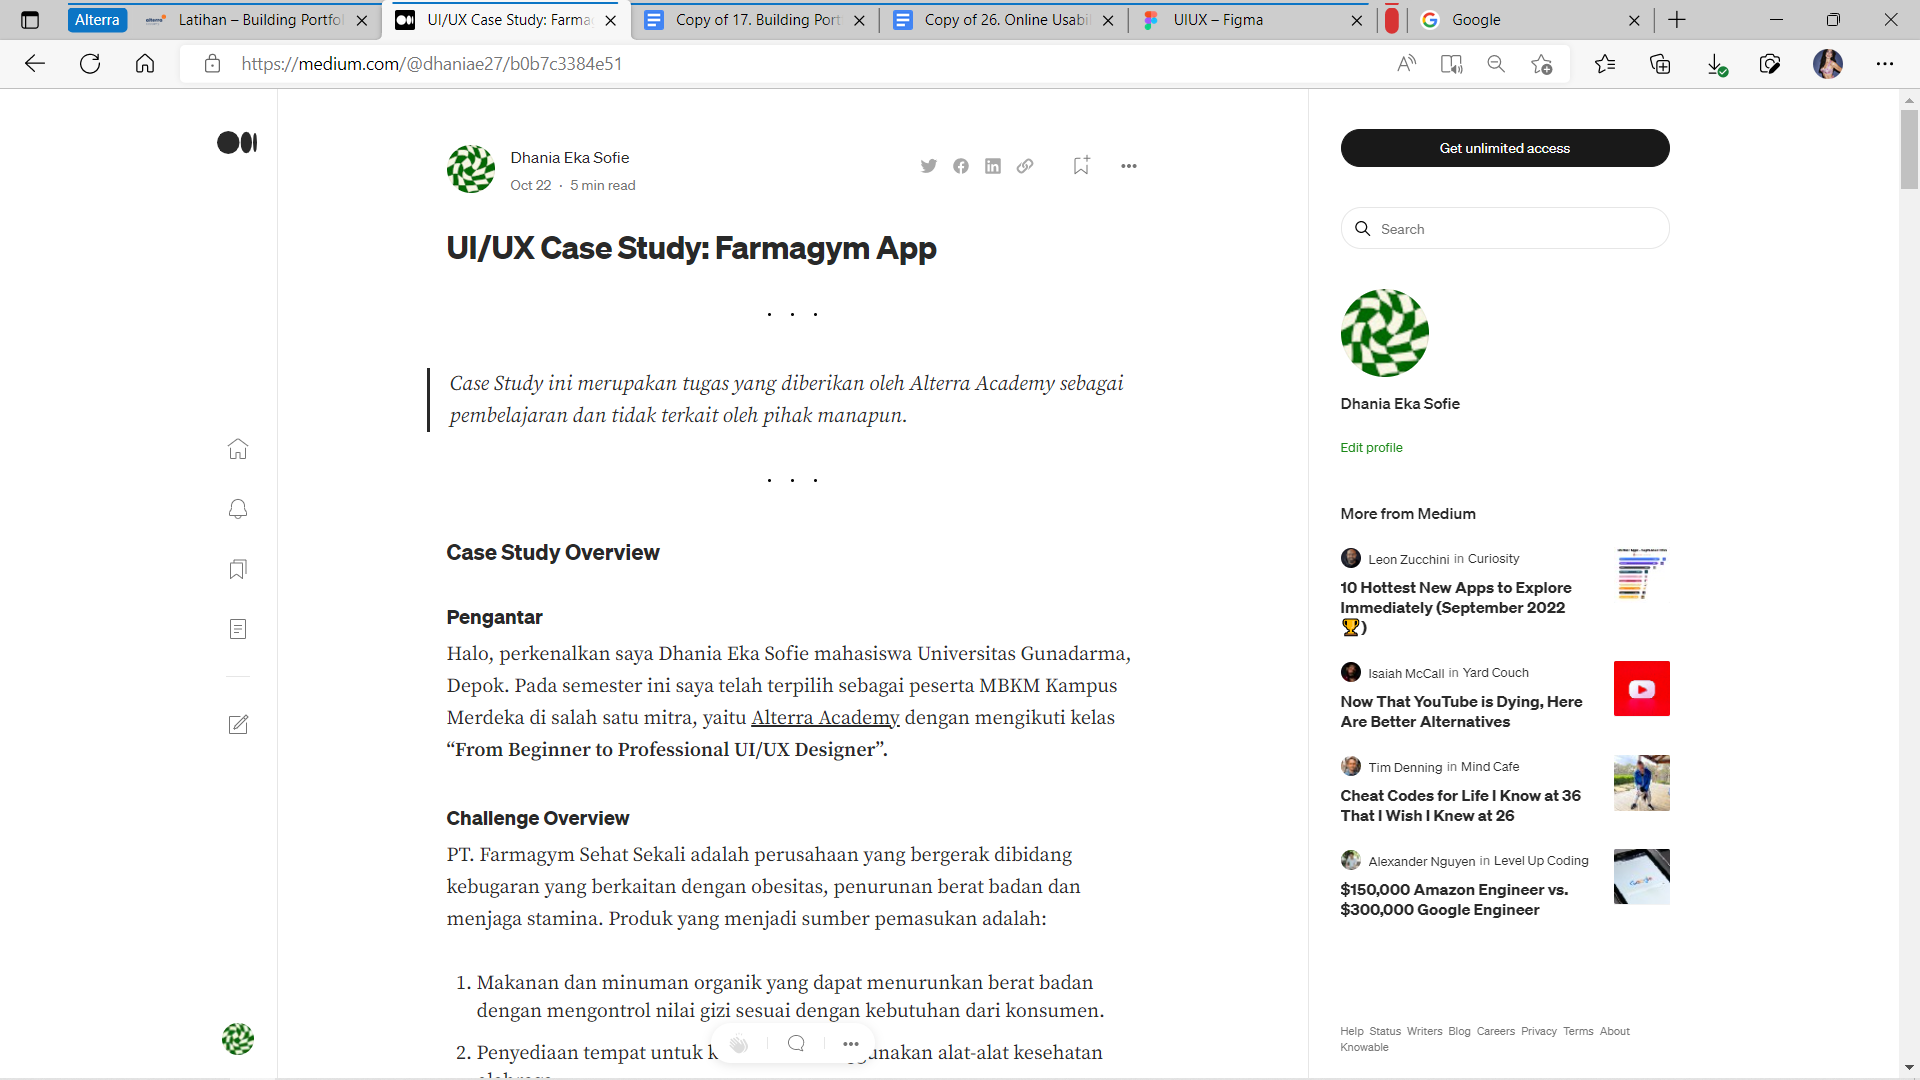 Alterra
Latihan – Building Portfol
UI/UX Case Study: Farma
Copy of 17. Building Port
Copy of 26. Online Usabi
UIUX – Figma
Google
https://medium.com/@dhaniae27/b0b7c3384e51
Dhania Eka Sofie
Oct 22 · 5 min read
UI/UX Case Study: Farmagym App
. . .
Case Study ini merupakan tugas yang diberikan oleh Alterra Academy sebagai
pembelajaran dan tidak terkait oleh pihak manapun.
. . .
Case Study Overview
Pengantar
Halo, perkenalkan saya Dhania Eka Sofie mahasiswa Universitas Gunadarma,
Depok. Pada semester ini saya telah terpilih sebagai peserta MBKM Kampus
Merdeka di salah satu mitra, yaitu Alterra Academy dengan mengikuti kelas
“From Beginner to Professional UI/UX Designer”.
Challenge Overview
PT. Farmagym Sehat Sekali adalah perusahaan yang bergerak dibidang
kebugaran yang berkaitan dengan obesitas, penurunan berat badan dan
menjaga stamina. Produk yang menjadi sumber pemasukan adalah:
1. Makanan dan minuman organik yang dapat menurunkan berat badan
dengan mengontrol nilai gizi sesuai dengan kebutuhan dari konsumen.
2. Penyediaan tempat untuk k gunakan alat-alat kesehatan
Get unlimited access
Search
Dhania Eka Sofie
Edit profile
More from Medium
Leon Zucchini in Curiosity
10 Hottest New Apps to Explore
Immediately (September 2022
🏆)
Isaiah McCall in Yard Couch
Now That YouTube is Dying, Here
Are Better Alternatives
Tim Denning in Mind Cafe
Cheat Codes for Life I Know at 36
That I Wish I Knew at 26
Alexander Nguyen in Level Up Coding
$150,000 Amazon Engineer vs.
$300,000 Google Engineer
Help Status Writers Blog Careers Privacy Terms About
Knowable